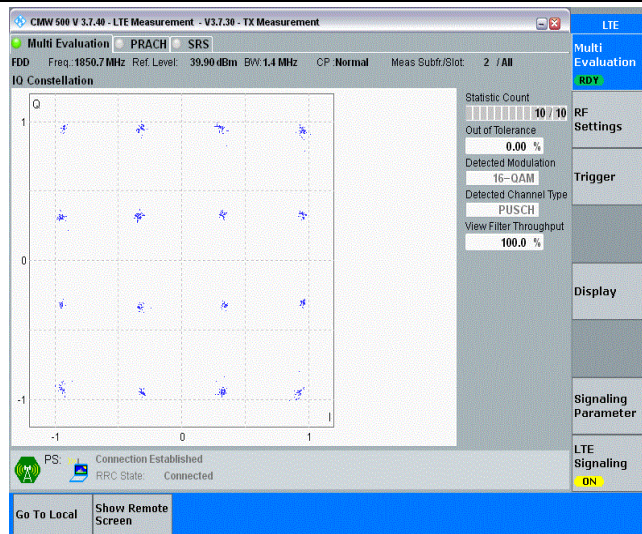 CMW 500 V 3.7.40 - LTE Measurement - V3.7.30 - TX Measurement
LTE
Multi Evaluation PRACH SRS
Multi
Evaluation
RDY
FDD Freq.:1850.7 MHz Ref. Level: 39.90 dBm BW:1.4 MHz CP :Normal Meas Subfr./Slot: 2 / All
IQ Constellation
Q
1
0
-1
-1 0 1
I
Statistic Count
10 / 10
Out of Tolerance
0.00 %
Detected Modulation
16-QAM
Detected Channel Type
PUSCH
View Filter Throughput
100.0 %
RF
Settings
Trigger
Display
Signaling
Parameter
LTE
Signaling
ON
PS: Connection Established
RRC State: Connected
Go To Local
Show Remote
Screen